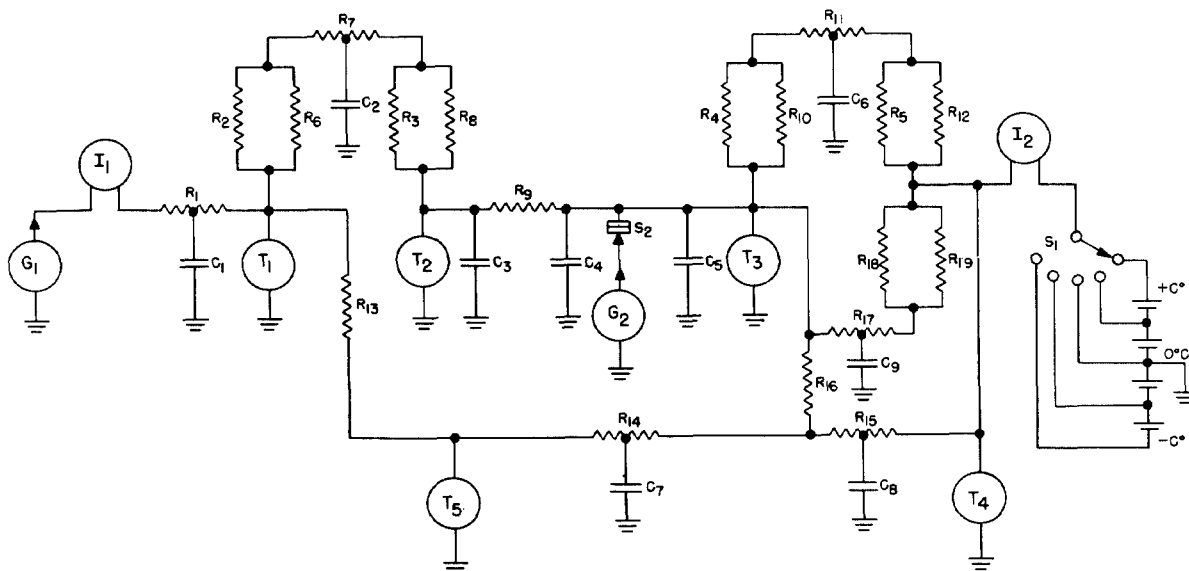 R7
R11
R2
R6
C2
R3
R8
R4
R10
C6
R5
R12
I1
I2
R1
R9
S2
G1
C1
T1
T2
C3
C4
G2
C5
T3
R18
R19
S1
+C°
R13
R17
0°C
C9
R16
R14
R15
-C°
C7
C8
T5
T4